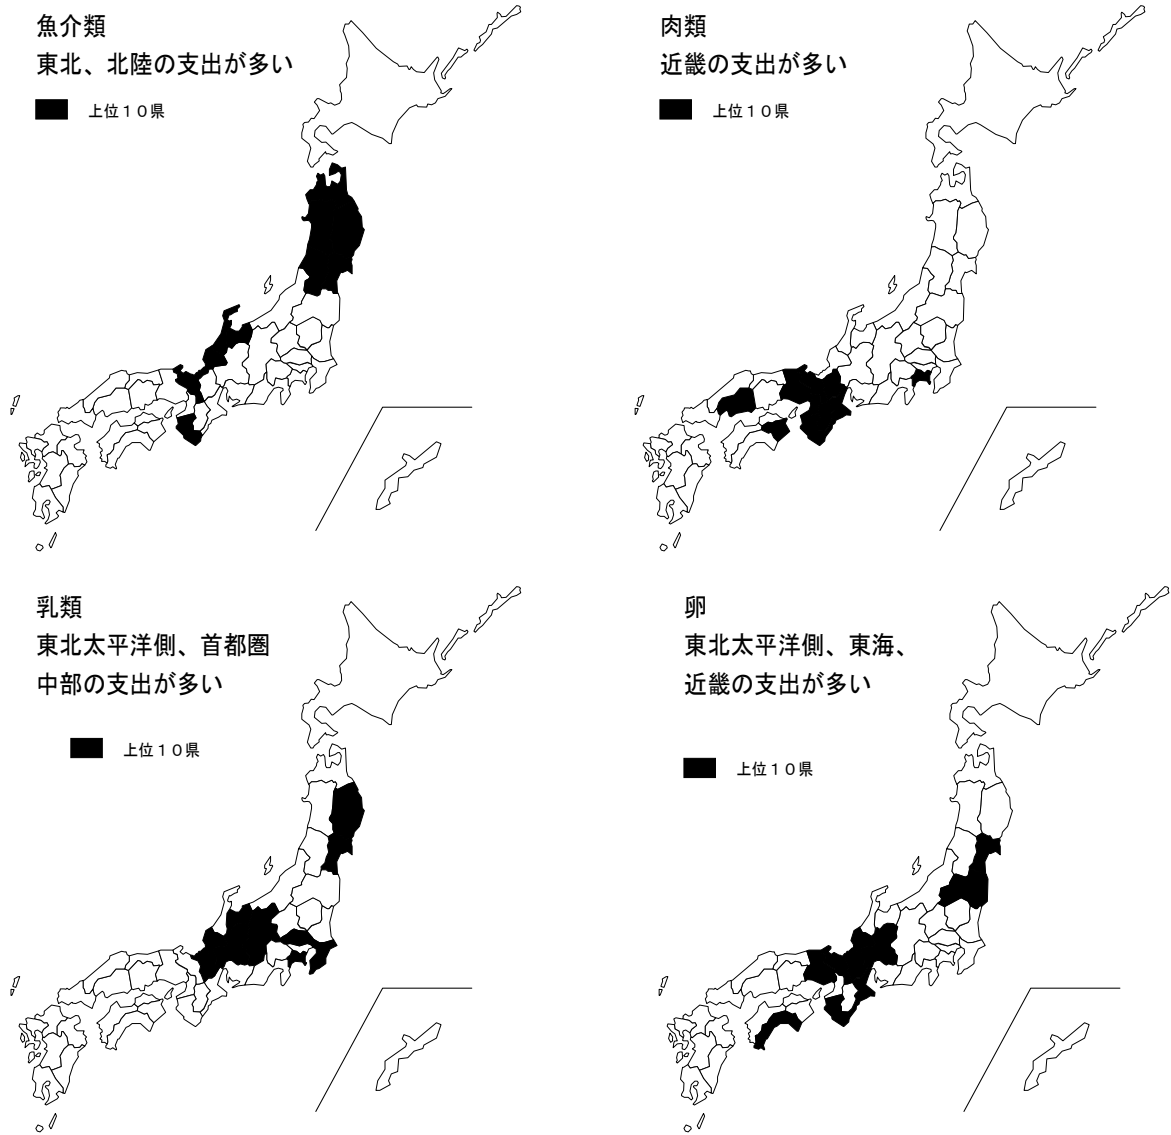 魚介類
東北、北陸の支出が多い
上位１０県
肉類
近畿の支出が多い
上位１０県
乳類
東北太平洋側、首都圏
中部の支出が多い
上位１０県
卵
東北太平洋側、東海、
近畿の支出が多い
上位１０県